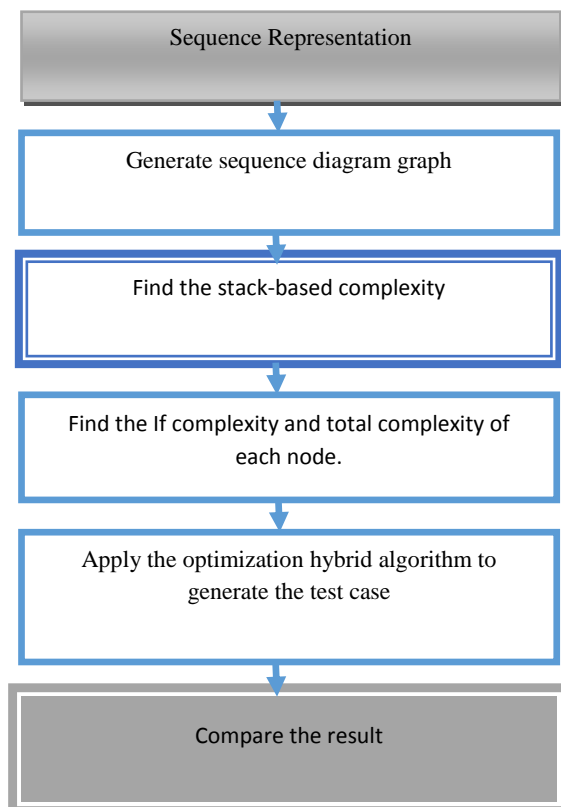 Sequence Representation
Generate sequence diagram graph
Find the stack-based complexity
Find the If complexity and total complexity of
each node.
Apply the optimization hybrid algorithm to
generate the test case
Compare the result